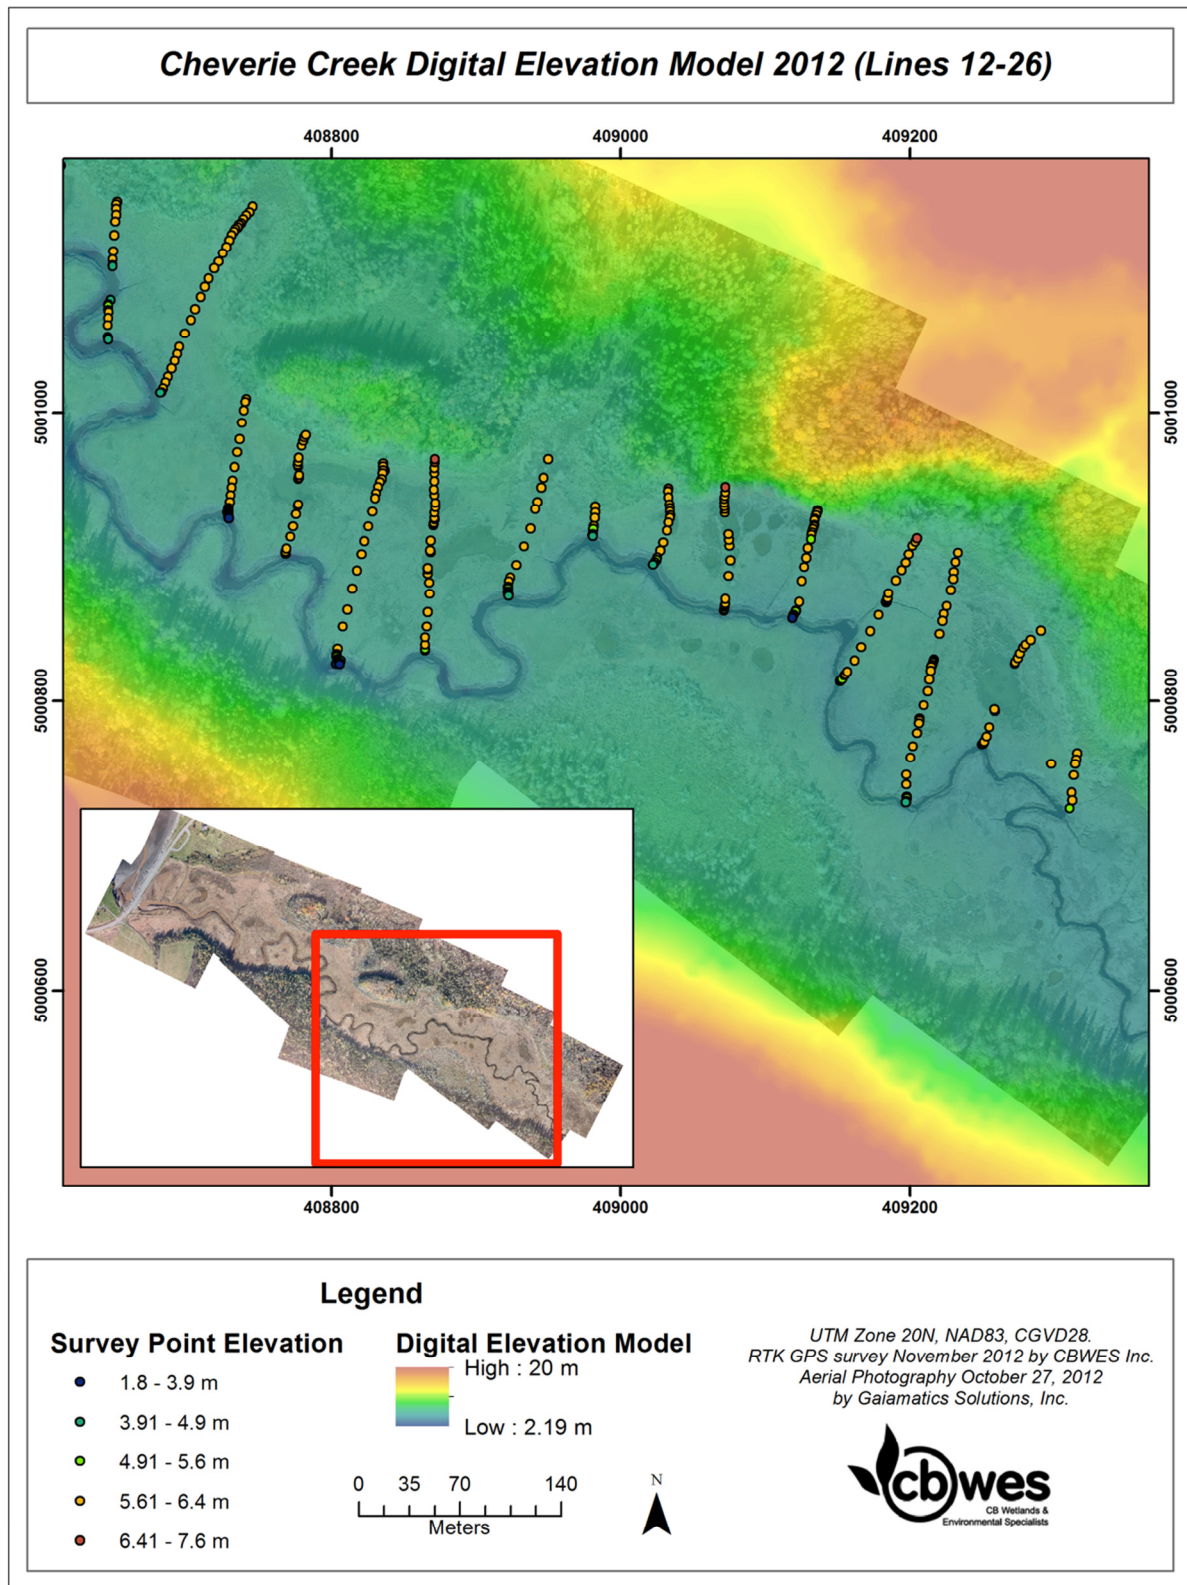 Cheverie Creek Digital Elevation Model 2012 (Lines 12-26)
408800 409000 409200
5001000 5001000
5000800 5000800
5000600 5000600
408800 409000 409200
Legend
Survey Point Elevation
1.8 - 3.9 m
3.91 - 4.9 m
4.91 - 5.6 m
5.61 - 6.4 m
6.41 - 7.6 m
Digital Elevation Model
High : 20 m
Low : 2.19 m
0 35 70 140
Meters
N
UTM Zone 20N, NAD83, CGVD28.
RTK GPS survey November 2012 by CBWES Inc.
Aerial Photography October 27, 2012
by Gaiamatics Solutions, Inc.
cbwes
CB Wetlands &
Environmental Specialists